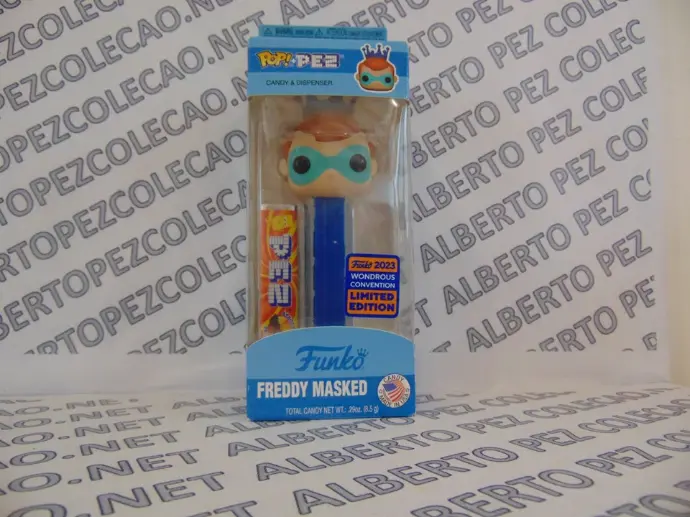 POP! + PEZ
CANDY & DISPENSER
PEZ
Funko 2023
WONDROUS
CONVENTION
LIMITED
EDITION
Funko
FREDDY MASKED
TOTAL CANDY NET WT.: .29oz. (8.5 g)
ALBERTO PEZ COLECAO.NET